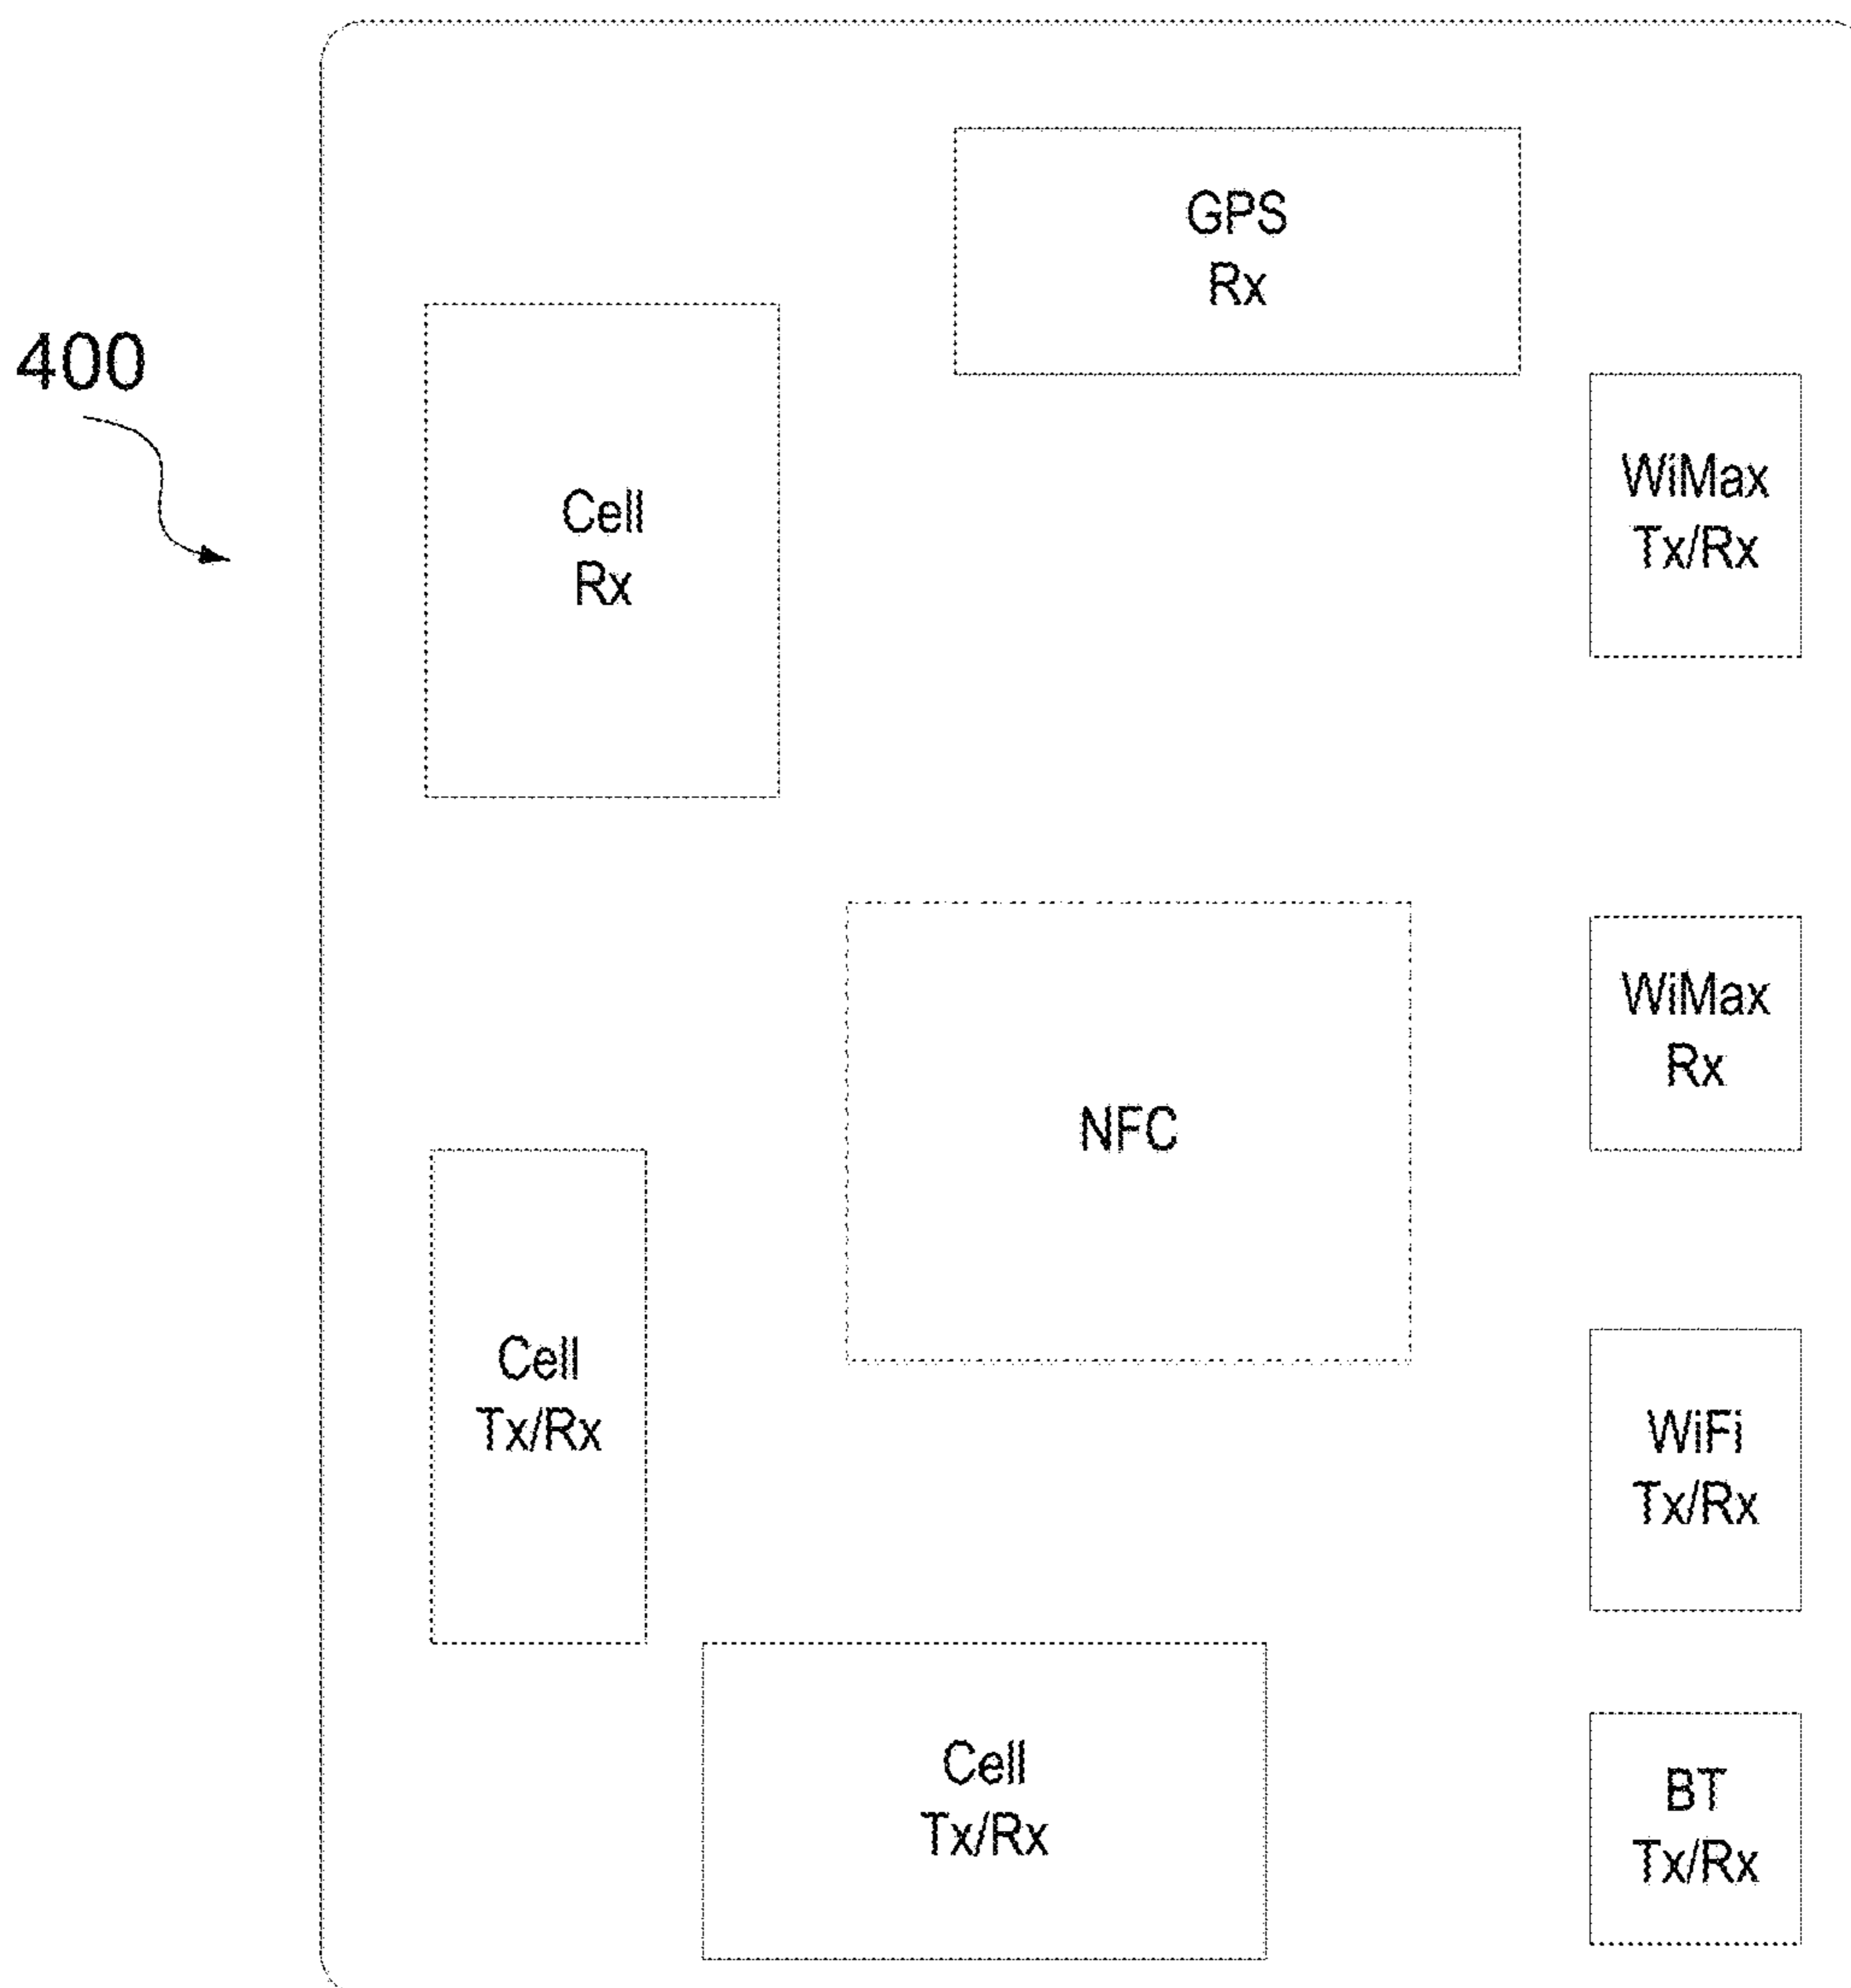 GPS
Rx
400
Cell
Rx
WiMax
Tx/Rx
WiMax
Rx
NFC
Cell
Tx/Rx
WiFi
Tx/Rx
Cell
Tx/Rx
BT
Tx/Rx